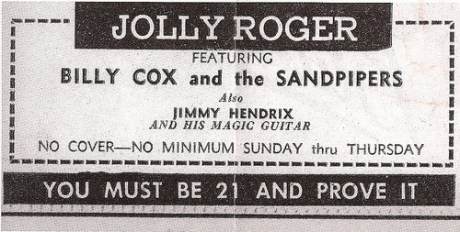 JOLLY ROGER
FEATURING
BILLY COX and the SANDPIPERS
Also
JIMMY HENDRIX
AND HIS MAGIC GUITAR
NO COVER—NO MINIMUM SUNDAY thru THURSDAY
YOU MUST BE 21 AND PROVE IT